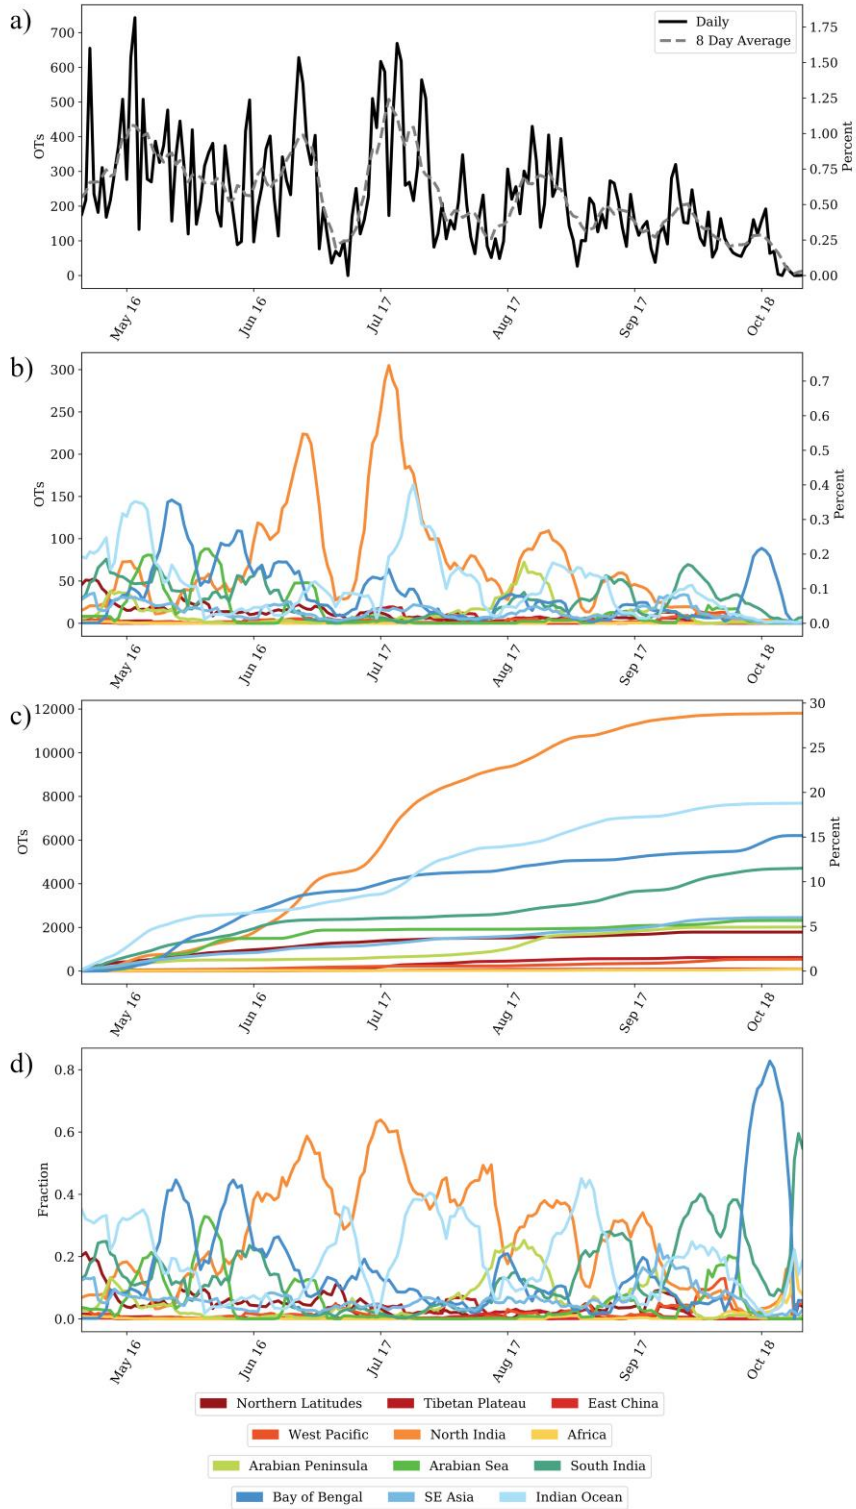 a)
Daily
8 Day Average
700
600
500
400
300
200
100
0
OTs
1.75
1.50
1.25
1.00
0.75
0.50
0.25
0.00
Percent
May 16
Jun 16
Jul 17
Aug 17
Sep 17
Oct 18
b)
300
250
200
150
100
50
0
OTs
0.7
0.6
0.5
0.4
0.3
0.2
0.1
0.0
Percent
May 16
Jun 16
Jul 17
Aug 17
Sep 17
Oct 18
c)
12000
10000
8000
6000
4000
2000
0
OTs
30
25
20
15
10
5
0
Percent
May 16
Jun 16
Jul 17
Aug 17
Sep 17
Oct 18
d)
0.8
0.6
0.4
0.2
0.0
Fraction
May 16
Jun 16
Jul 17
Aug 17
Sep 17
Oct 18
Northern Latitudes Tibetan Plateau East China
West Pacific North India Africa
Arabian Peninsula Arabian Sea South India
Bay of Bengal SE Asia Indian Ocean